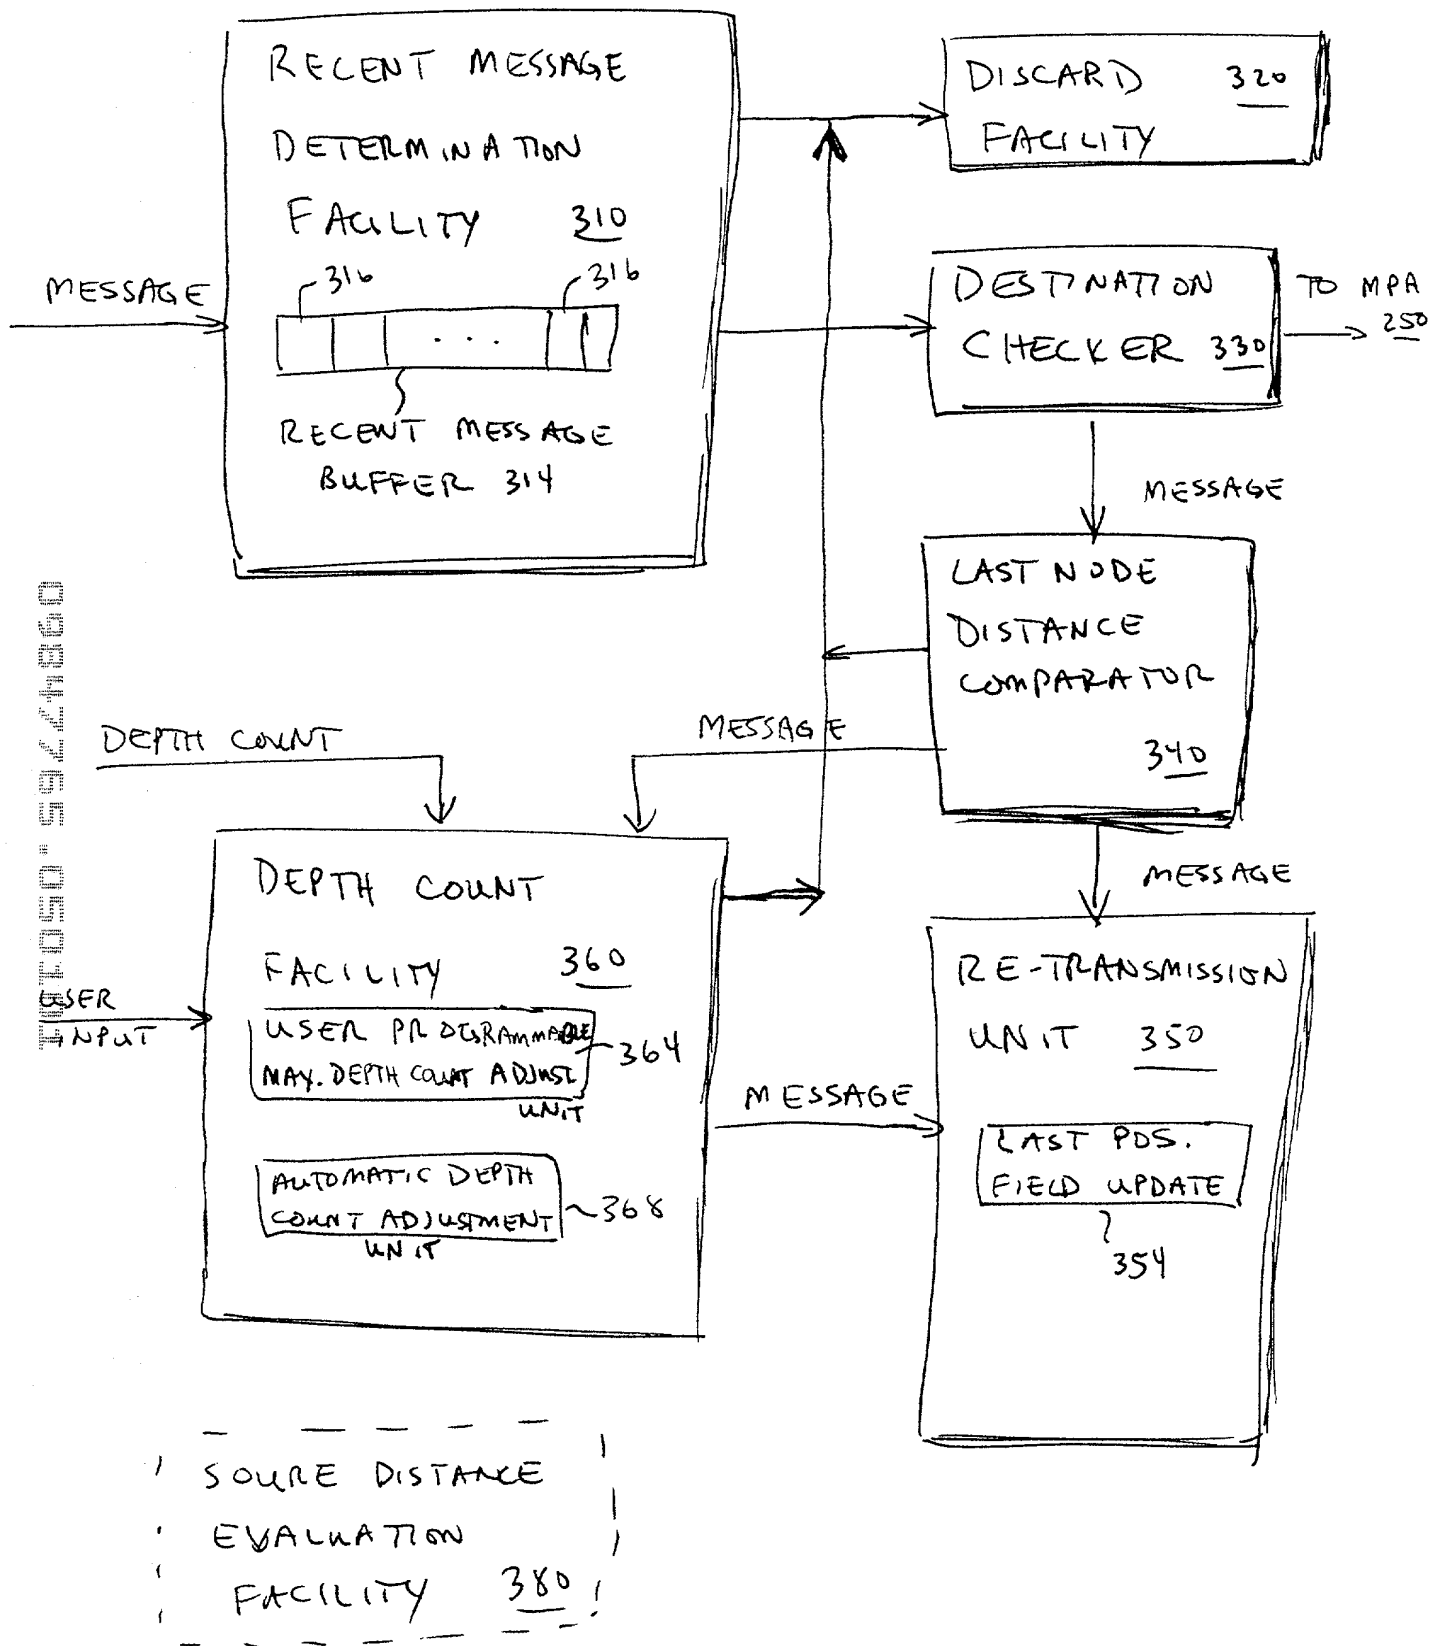 RECENT MESSAGE
DETERMINATION
FACILITY 310
316 316
MESSAGE
. . .
RECENT MESSAGE
BUFFER 314
DISCARD 320
FACILITY
DESTINATION
CHECKER 330
TO MPA
250
MESSAGE
LAST NODE
DISTANCE
COMPARATOR
340
MESSAGE
DEPTH COUNT
MESSAGE
DEPTH COUNT
FACILITY 360
USER
INPUT
USER PROGRAMMABLE
MAX. DEPTH COUNT ADJUST
UNIT
364
AUTOMATIC DEPTH
COUNT ADJUSTMENT
UNIT
368
MESSAGE
RE-TRANSMISSION
UNIT 350
LAST POS.
FIELD UPDATE
354
SOURE DISTANCE
EVALUATION
FACILITY 380